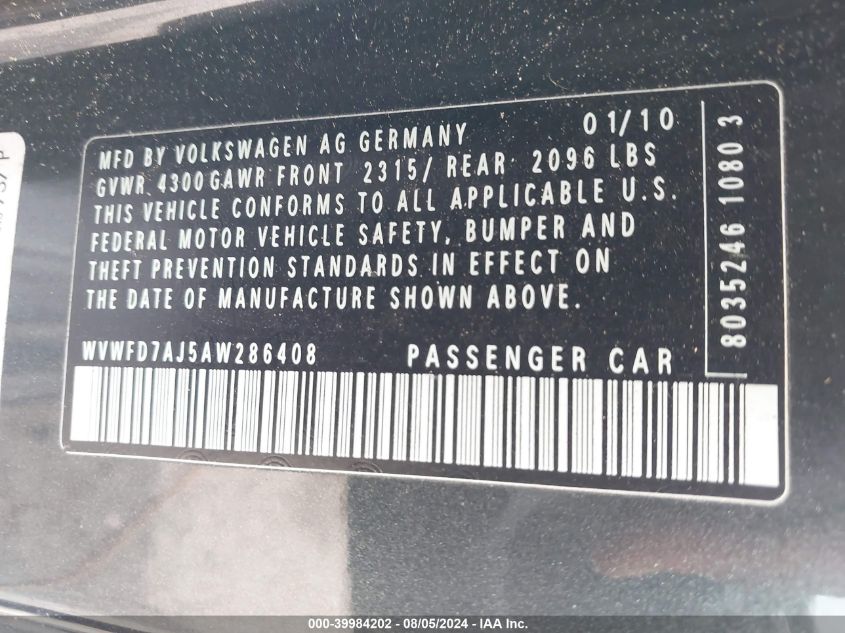 MFD BY VOLKSWAGEN AG GERMANY 01/10
GVWR 4300 GAWR FRONT 2315/ REAR 2096 LBS
THIS VEHICLE CONFORMS TO ALL APPLICABLE U.S.
FEDERAL MOTOR VEHICLE SAFETY, BUMPER AND
THEFT PREVENTION STANDARDS IN EFFECT ON
THE DATE OF MANUFACTURE SHOWN ABOVE.
WVWFD7AJ5AW286408 PASSENGER CAR
8035246 1080 3
000-39984202 - 08/05/2024 - IAA Inc.